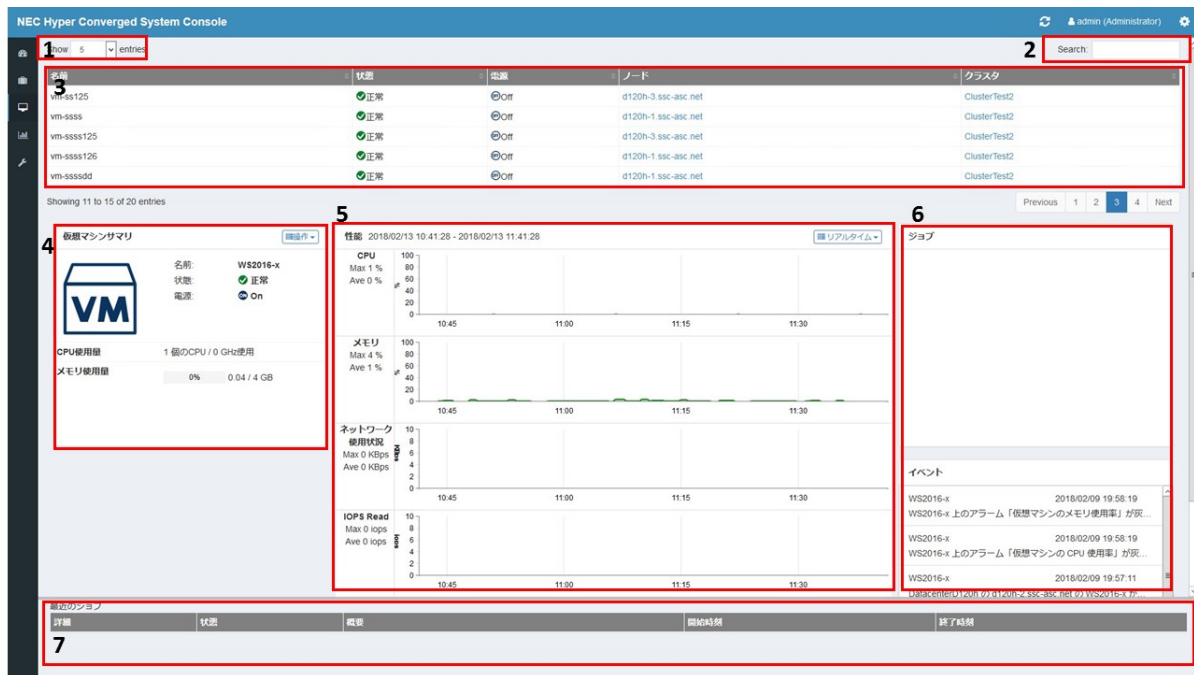 NEC Hyper Converged System Console
admin (Administrator)
1
Show 5 entries
2
Search:
3
名前 状態 電源 ノード クラスタ
vm-ss125 正常 Off d120h-3.ssc-asc.net ClusterTest2
vm-ssss 正常 Off d120h-1.ssc-asc.net ClusterTest2
vm-ssss125 正常 Off d120h-3.ssc-asc.net ClusterTest2
vm-ssss126 正常 Off d120h-1.ssc-asc.net ClusterTest2
vm-ssssdd 正常 Off d120h-1.ssc-asc.net ClusterTest2
Showing 11 to 15 of 20 entries
Previous 1 2 3 4 Next
4
仮想マシンサマリ 操作
VM
名前: WS2016-x
状態: 正常
電源: On
CPU使用量 1 個のCPU / 0 GHz使用
メモリ使用量 0% 0.04 / 4 GB
5
性能 2018/02/13 10:41:28 - 2018/02/13 11:41:28 リアルタイム
CPU
Max 1 %
Ave 0 %
%
100
80
60
40
20
0
10:45 11:00 11:15 11:30
メモリ
Max 4 %
Ave 1 %
%
100
80
60
40
20
0
10:45 11:00 11:15 11:30
ネットワーク
使用状況
Max 0 KBps
Ave 0 KBps
KBps
10
8
6
4
2
0
10:45 11:00 11:15 11:30
IOPS Read
Max 0 iops
Ave 0 iops
iops
10
8
6
4
2
0
10:45 11:00 11:15 11:30
6
ジョブ
イベント
WS2016-x 2018/02/09 19:58:19
WS2016-x 上のアラーム「仮想マシンのメモリ使用率」が灰...
WS2016-x 2018/02/09 19:58:19
WS2016-x 上のアラーム「仮想マシンの CPU 使用率」が灰...
WS2016-x 2018/02/09 19:57:11
DatacenterD120h の d120h-2.ssc-asc.net の WS2016-x が...
最近のジョブ
詳細 状態 概要 開始時刻 終了時刻
7